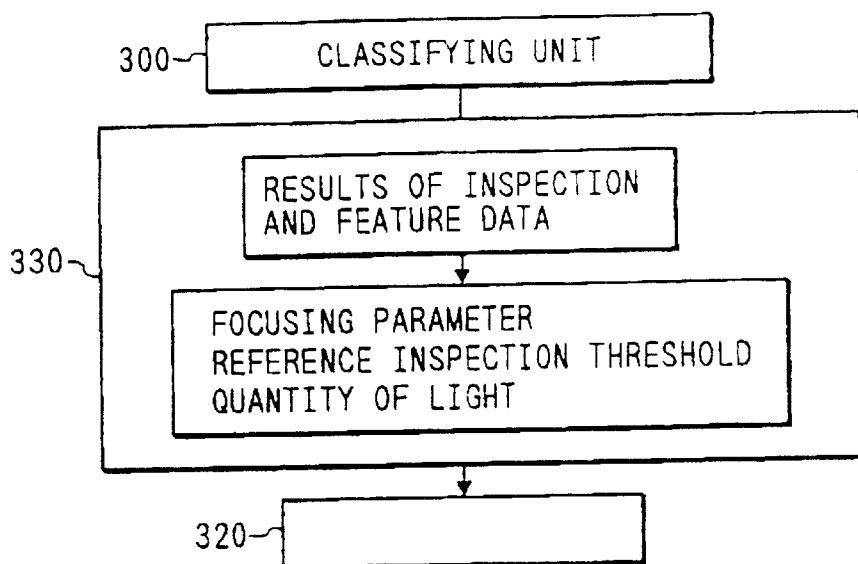 300
CLASSIFYING UNIT
RESULTS OF INSPECTION
AND FEATURE DATA
330
FOCUSING PARAMETER
REFERENCE INSPECTION THRESHOLD
QUANTITY OF LIGHT
320